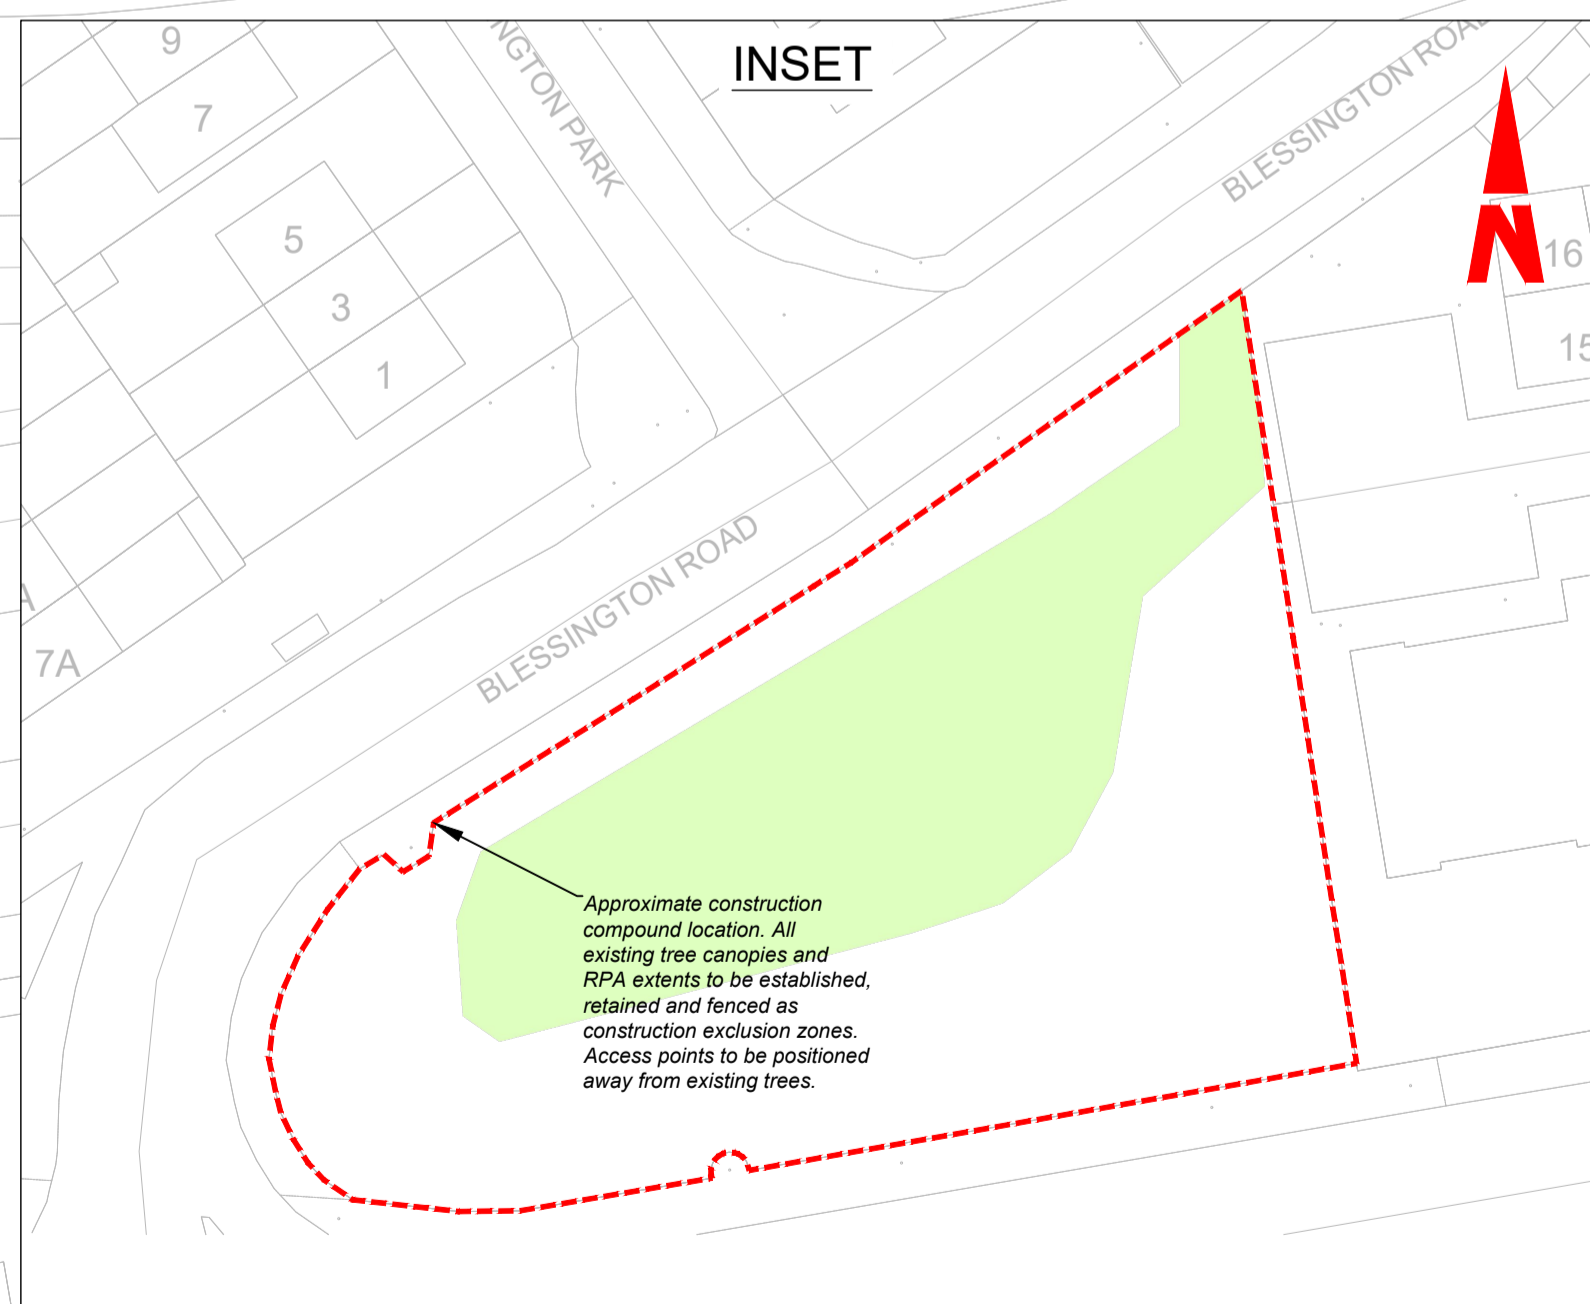 INSET
9
7
5
3
1
INGTON PARK
BLESSINGTON ROAD
N
16
15
BLESSINGTON ROAD
7A
Approximate construction
compound location. All
existing tree canopies and
RPA extents to be established,
retained and fenced as
construction exclusion zones.
Access points to be positioned
away from existing trees.